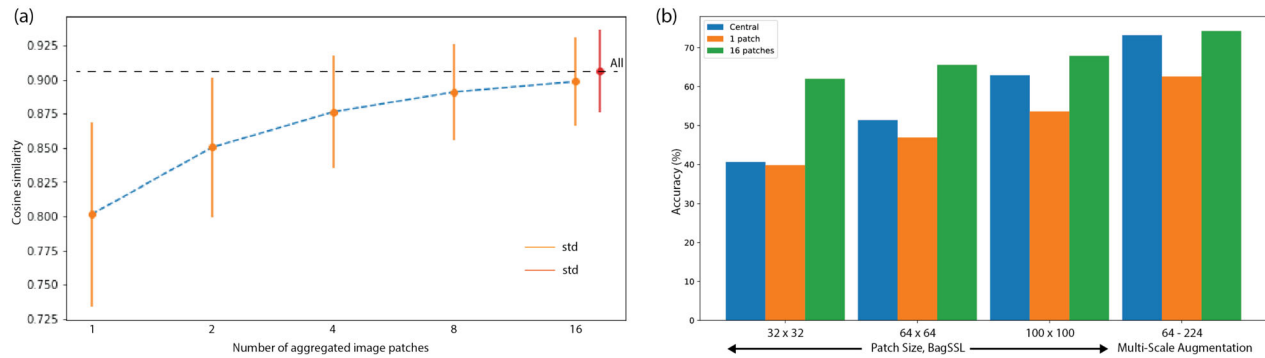 (a)
Cosine similarity
0.925
0.900
0.875
0.850
0.825
0.800
0.775
0.750
0.725
All
std
std
1 2 4 8 16
Number of aggregated image patches
(b)
Accuracy (%)
70
60
50
40
30
20
10
0
Central
1 patch
16 patches
32 x 32 64 x 64 100 x 100 64 - 224
Patch Size, BagSSL Multi-Scale Augmentation